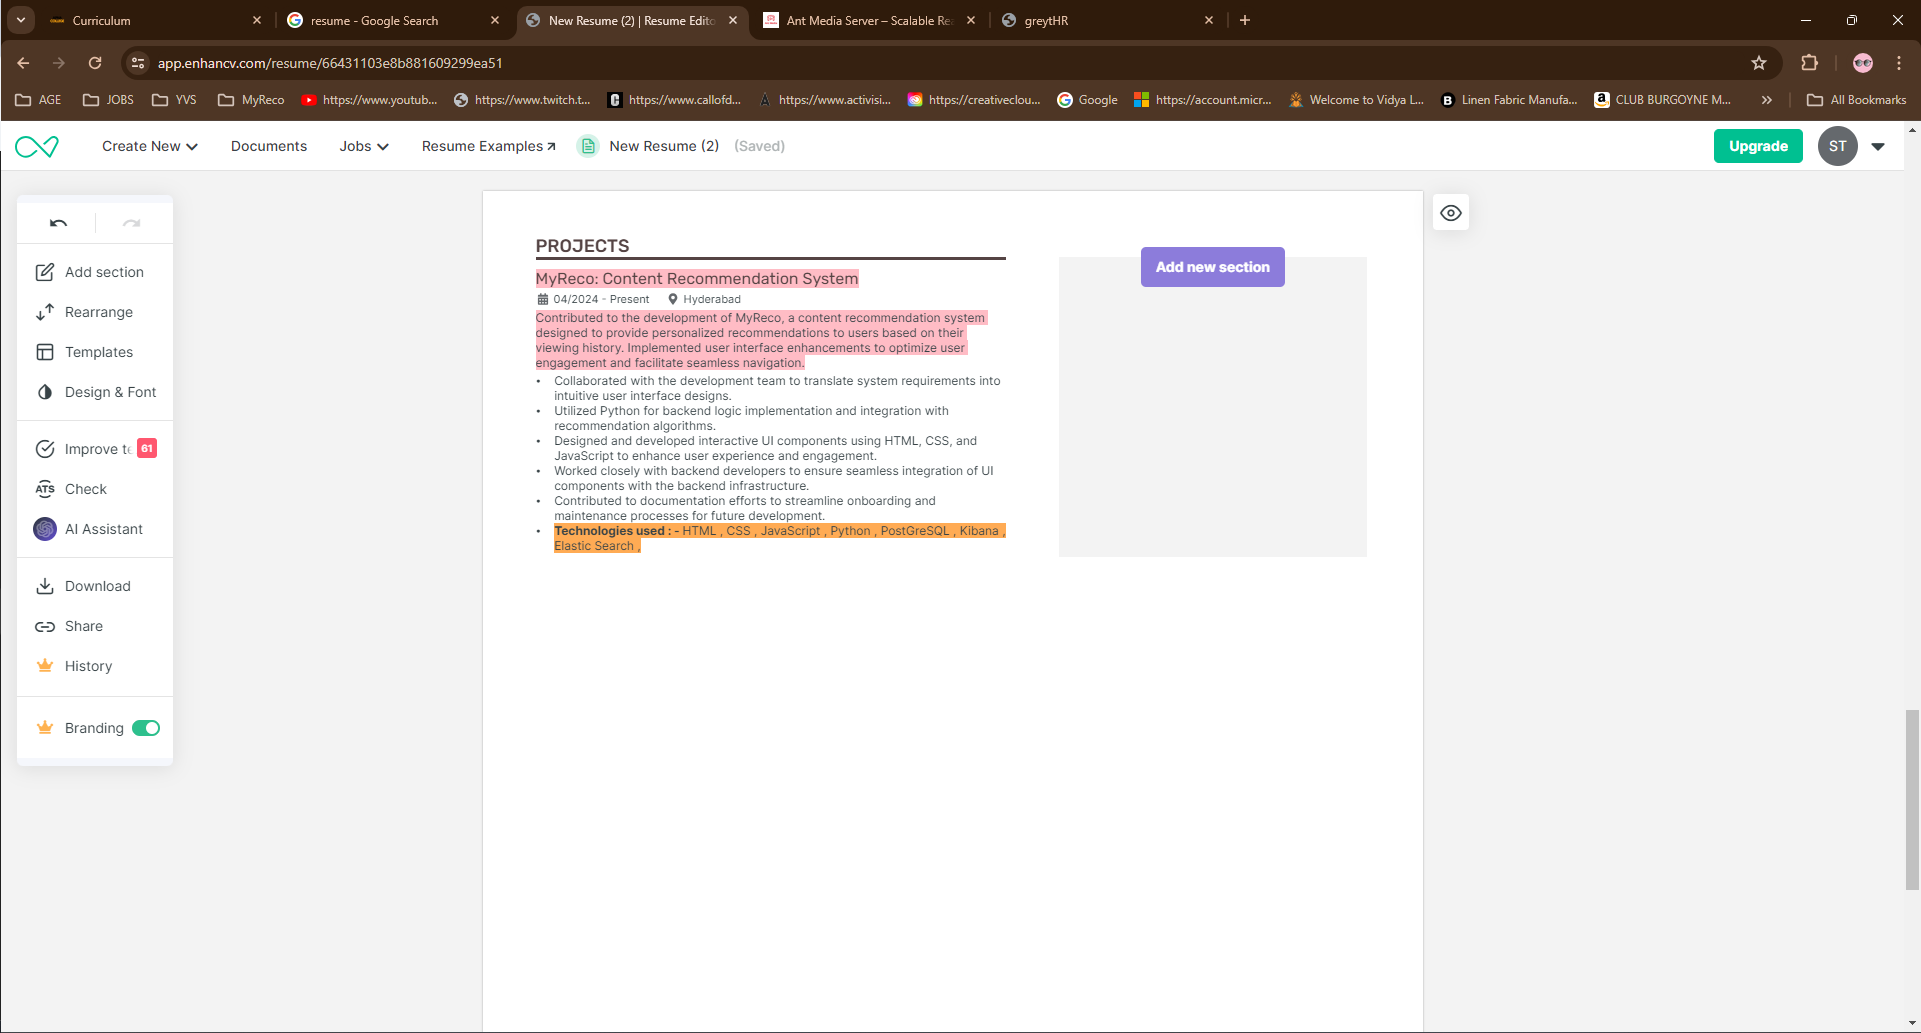 Curriculum
resume - Google Search
New Resume (2) | Resume Edito
Ant Media Server – Scalable Re
greytHR
app.enhancv.com/resume/66431103e8b881609299ea51
AGE
JOBS
YVS
MyReco
https://www.youtub...
https://www.twitch.t...
https://www.callofd...
https://www.activisi...
https://creativeclou...
Google
https://account.micr...
Welcome to Vidya L...
Linen Fabric Manufa...
CLUB BURGOYNE M...
All Bookmarks
Create New
Documents
Jobs
Resume Examples
New Resume (2) (Saved)
Upgrade
ST
Add section
Rearrange
Templates
Design & Font
Improve te 61
ATS Check
AI Assistant
Download
Share
History
Branding
PROJECTS
MyReco: Content Recommendation System
04/2024 - Present Hyderabad
Contributed to the development of MyReco, a content recommendation system
designed to provide personalized recommendations to users based on their
viewing history. Implemented user interface enhancements to optimize user
engagement and facilitate seamless navigation.
• Collaborated with the development team to translate system requirements into
intuitive user interface designs.
• Utilized Python for backend logic implementation and integration with
recommendation algorithms.
• Designed and developed interactive UI components using HTML, CSS, and
JavaScript to enhance user experience and engagement.
• Worked closely with backend developers to ensure seamless integration of UI
components with the backend infrastructure.
• Contributed to documentation efforts to streamline onboarding and
maintenance processes for future development.
• Technologies used : - HTML , CSS , JavaScript , Python , PostGreSQL , Kibana ,
Elastic Search ,
Add new section